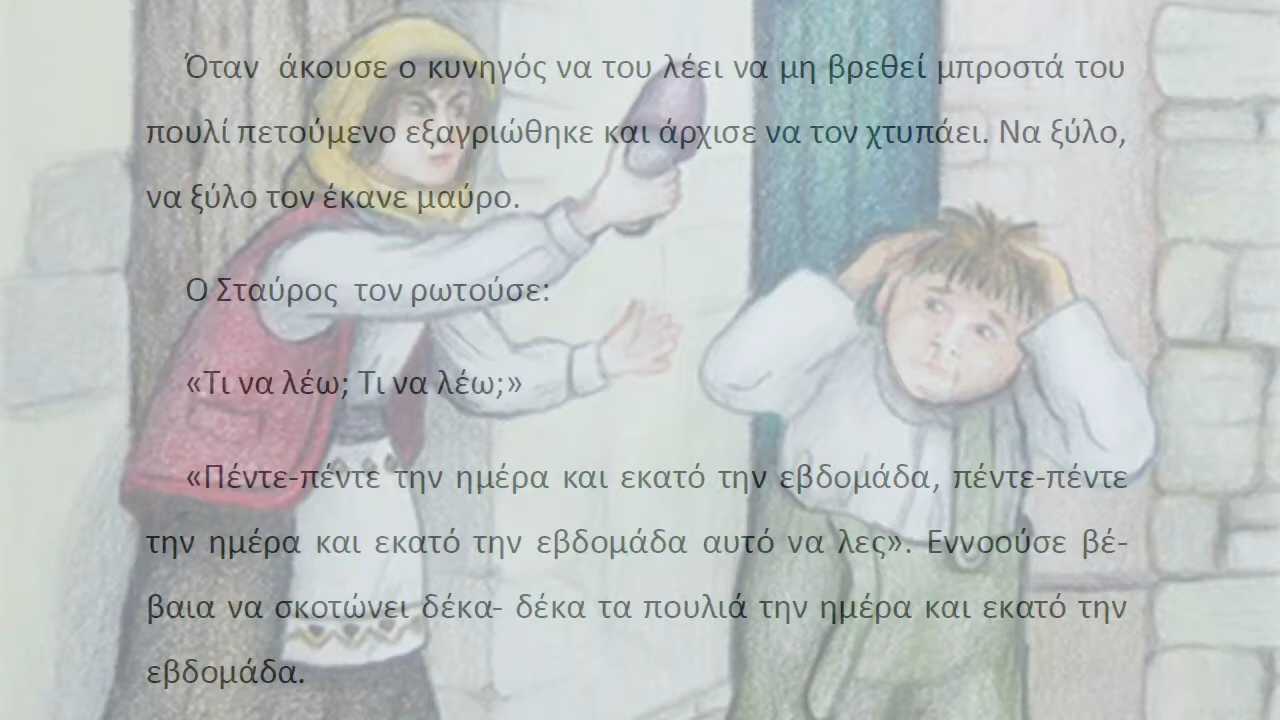 Όταν άκουσε ο κυνηγός να του λέει να μη βρεθεί μπροστά του
πουλί πετούμενο εξαγριώθηκε και άρχισε να τον χτυπάει. Να ξύλο,
να ξύλο τον έκανε μαύρο.
Ο Σταύρος τον ρωτούσε:
«Τι να λέω; Τι να λέω;»
«Πέντε-πέντε την ημέρα και εκατό την εβδομάδα, πέντε-πέντε
την ημέρα και εκατό την εβδομάδα αυτό να λες». Εννοούσε βέ-
βαια να σκοτώνει δέκα- δέκα τα πουλιά την ημέρα και εκατό την
εβδομάδα.